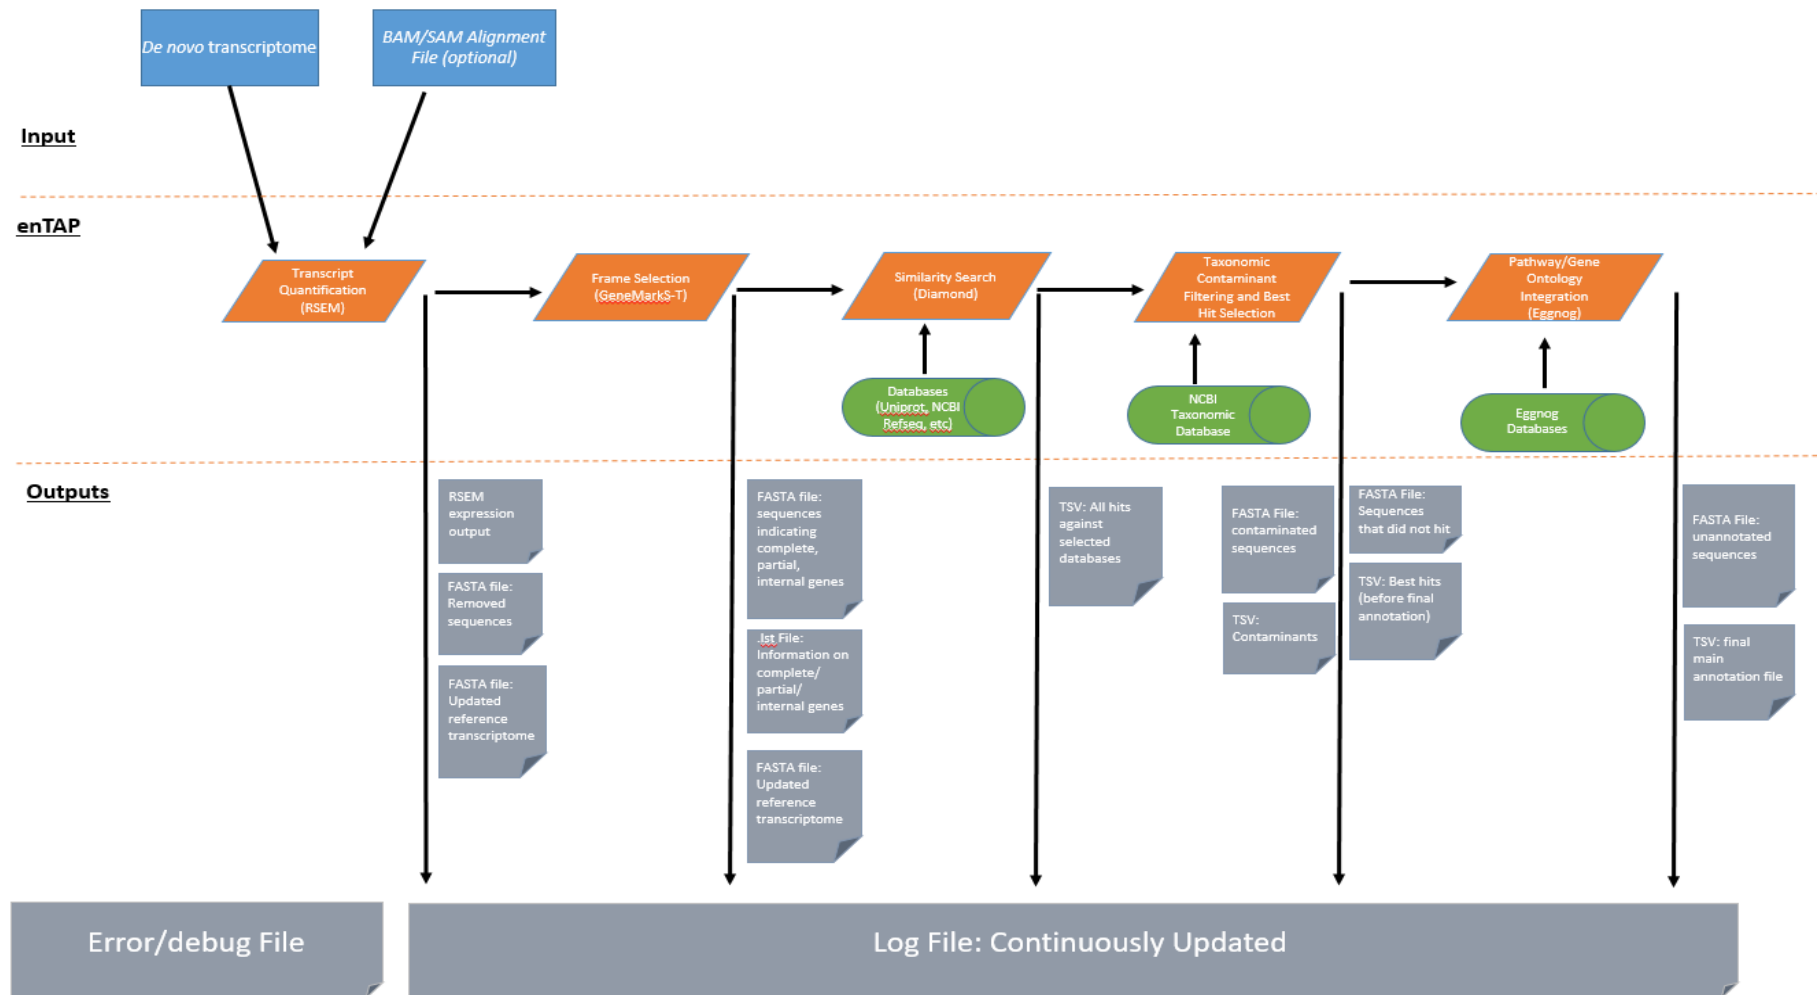 De novo transcriptome
BAM/SAM Alignment
File (optional)
Input
enTAP
Transcript
Quantification
(RSEM)
Frame Selection
(GeneMarkS-T)
Similarity Search
(Diamond)
Taxonomic
Contaminant
Filtering and Best
Hit Selection
Pathway/Gene
Ontology
Integration
(Eggnog)
Databases
(Uniprot, NCBI
Refseq, etc)
NCBI
Taxonomic
Database
Eggnog
Databases
Outputs
RSEM
expression
output
FASTA file:
Removed
sequences
FASTA file:
Updated
reference
transcriptome
FASTA file:
sequences
indicating
complete,
partial,
internal genes
.lst File:
Information on
complete/
partial/
internal genes
FASTA file:
Updated
reference
transcriptome
TSV: All hits
against
selected
databases
FASTA File:
contaminated
sequences
TSV:
Contaminants
FASTA File:
Sequences
that did not hit
TSV: Best hits
(before final
annotation)
FASTA File:
unannotated
sequences
TSV: final
main
annotation file
Error/debug File
Log File: Continuously Updated